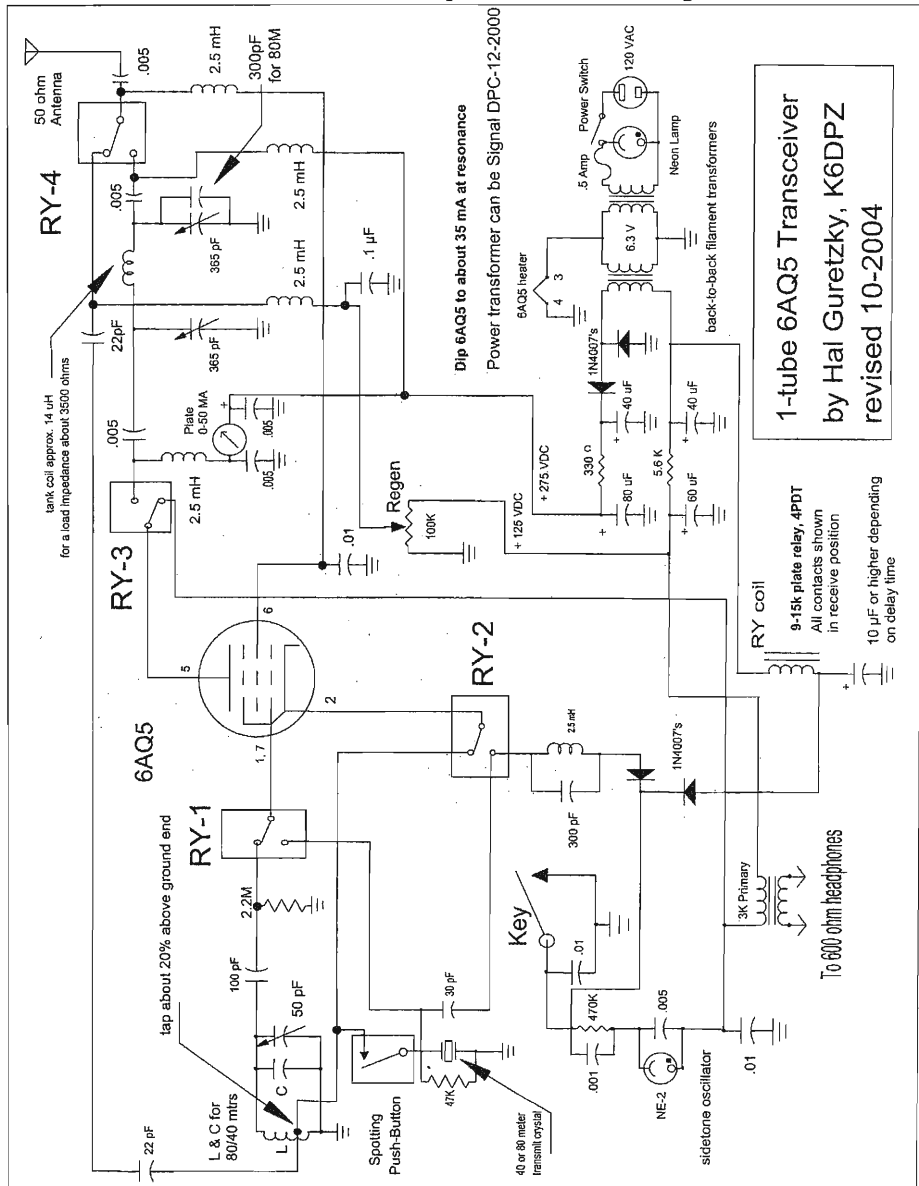 50 ohm
Antenna
.005
2.5 mH
300pF
for 80M
RY-4
.005
365 pF
2.5 mH
tank coil approx. 14 uH
for a load impedance about 3500 ohms
22pF
365 pF
2.5 mH
.1 µF
.005
Plate
0-50 MA
+
.005
.005
2.5 mH
RY-3
Dip 6AQ5 to about 35 mA at resonance
Power transformer can be Signal DPC-12-2000
Regen
100K
+ 125 VDC
+ 275 VDC
.01
6
5
2
1,7
6AQ5
RY-1
RY-2
tap about 20% above ground end
2.2M
100 pF
50 pF
C
L
L & C for
80/40 mtrs
22 pF
Spotting
Push-Button
47K
30 pF
40 or 80 meter
transmit crystal
2.5 mH
300 pF
1N4007's
Key
.01
470K
.001
.005
NE-2
sidetone oscillator
.01
3K Primary
To 600 ohm headphones
RY coil
9-15k plate relay, 4PDT
All contacts shown
in receive position
+
10 µF or higher depending
on delay time
6AQ5 heater
3
4
6.3 V
.5 Amp
Power Switch
120 VAC
Neon Lamp
back-to-back filament transformers
1N4007's
330 Ω
40 uF
+
80 uF
+
5.6 K
40 uF
+
60 uF
+
1-tube 6AQ5 Transceiver
by Hal Guretzky, K6DPZ
revised 10-2004